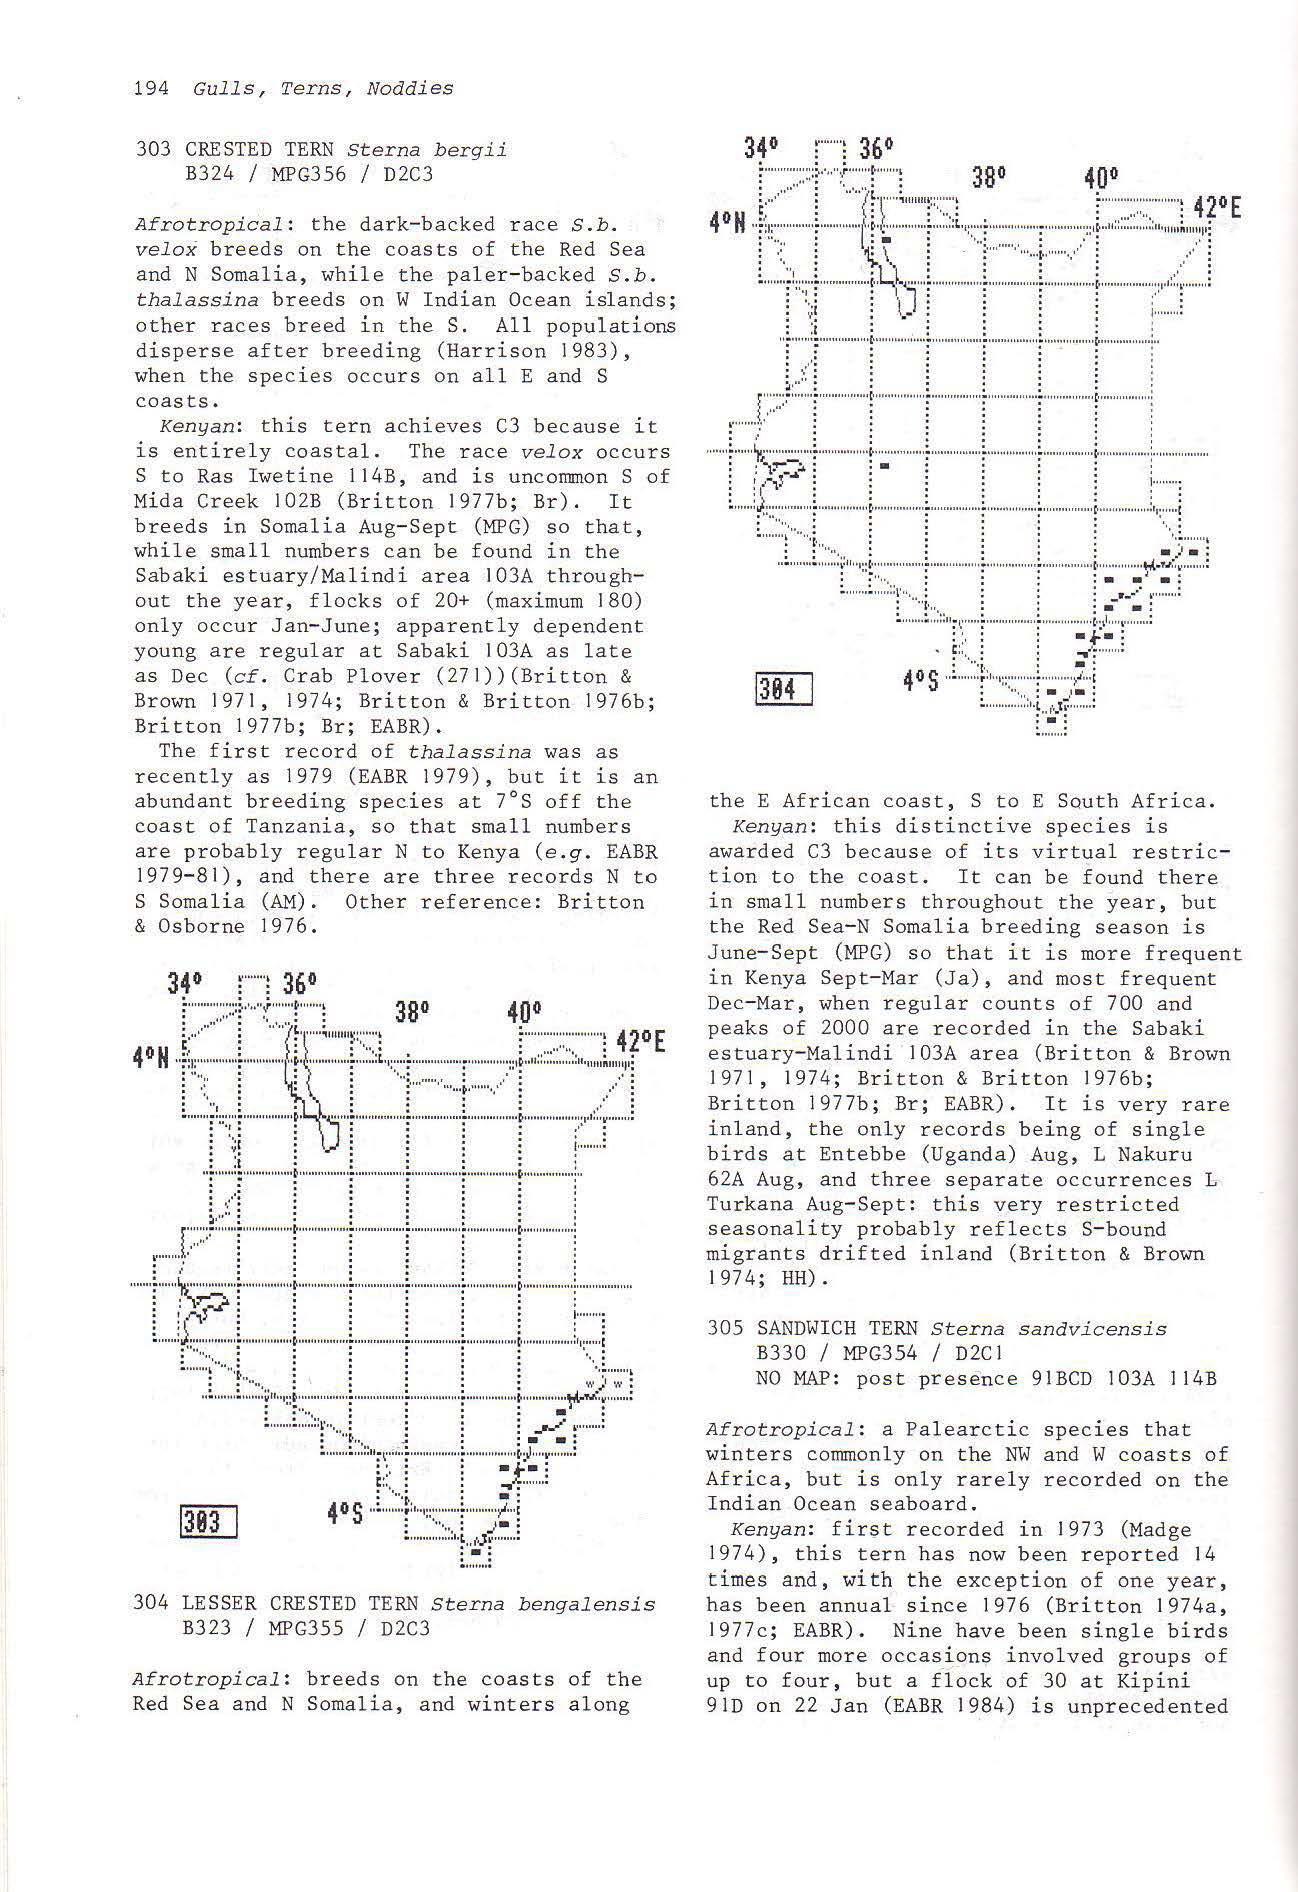 194 Gulls, Terns, Noddies
303 CRESTED TERN Sterna bergii
B324 / MPG356 / D2C3
Afrotropical: the dark-backed race S.b.
velox breeds on the coasts of the Red Sea
and N Somalia, while the paler-backed S.b.
thalassina breeds on W Indian Ocean islands;
other races breed in the S. All populations
disperse after breeding (Harrison 1983),
when the species occurs on all E and S
coasts.
Kenyan: this tern achieves C3 because it
is entirely coastal. The race velox occurs
S to Ras Iwetine 114B, and is uncommon S of
Mida Creek 102B (Britton 1977b; Br). It
breeds in Somalia Aug-Sept (MPG) so that,
while small numbers can be found in the
Sabaki estuary/Malindi area 103A through-
out the year, flocks of 20+ (maximum 180)
only occur Jan-June; apparently dependent
young are regular at Sabaki 103A as late
as Dec (cf. Crab Plover (271))(Britton &
Brown 1971, 1974; Britton & Britton 1976b;
Britton 1977b; Br; EABR).
The first record of thalassina was as
recently as 1979 (EABR 1979), but it is an
abundant breeding species at 7°S off the
coast of Tanzania, so that small numbers
are probably regular N to Kenya (e.g. EABR
1979-81), and there are three records N to
S Somalia (AM). Other reference: Britton
& Osborne 1976.
34° 36°
38° 40°
4°N 42°E
W W
303 4°S
304 LESSER CRESTED TERN Sterna bengalensis
B323 / MPG355 / D2C3
Afrotropical: breeds on the coasts of the
Red Sea and N Somalia, and winters along
34° 36°
38° 40°
4°N 42°E
304 4°S
the E African coast, S to E South Africa.
Kenyan: this distinctive species is
awarded C3 because of its virtual restric-
tion to the coast. It can be found there
in small numbers throughout the year, but
the Red Sea-N Somalia breeding season is
June-Sept (MPG) so that it is more frequent
in Kenya Sept-Mar (Ja), and most frequent
Dec-Mar, when regular counts of 700 and
peaks of 2000 are recorded in the Sabaki
estuary-Malindi 103A area (Britton & Brown
1971, 1974; Britton & Britton 1976b;
Britton 1977b; Br; EABR). It is very rare
inland, the only records being of single
birds at Entebbe (Uganda) Aug, L Nakuru
62A Aug, and three separate occurrences L
Turkana Aug-Sept: this very restricted
seasonality probably reflects S-bound
migrants drifted inland (Britton & Brown
1974; HH).
305 SANDWICH TERN Sterna sandvicensis
B330 / MPG354 / D2C1
NO MAP: post presence 91BCD 103A 114B
Afrotropical: a Palearctic species that
winters commonly on the NW and W coasts of
Africa, but is only rarely recorded on the
Indian Ocean seaboard.
Kenyan: first recorded in 1973 (Madge
1974), this tern has now been reported 14
times and, with the exception of one year,
has been annual since 1976 (Britton 1974a,
1977c; EABR). Nine have been single birds
and four more occasions involved groups of
up to four, but a flock of 30 at Kipini
91D on 22 Jan (EABR 1984) is unprecedented